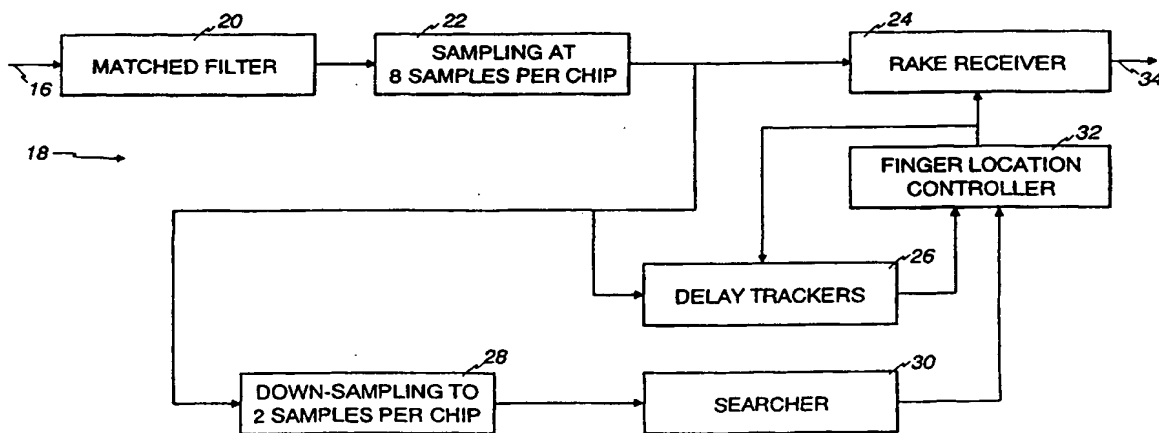 20
22
24
MATCHED FILTER
SAMPLING AT
8 SAMPLES PER CHIP
RAKE RECEIVER
16
34
18
32
FINGER LOCATION
CONTROLLER
26
DELAY TRACKERS
28
30
DOWN-SAMPLING TO
2 SAMPLES PER CHIP
SEARCHER